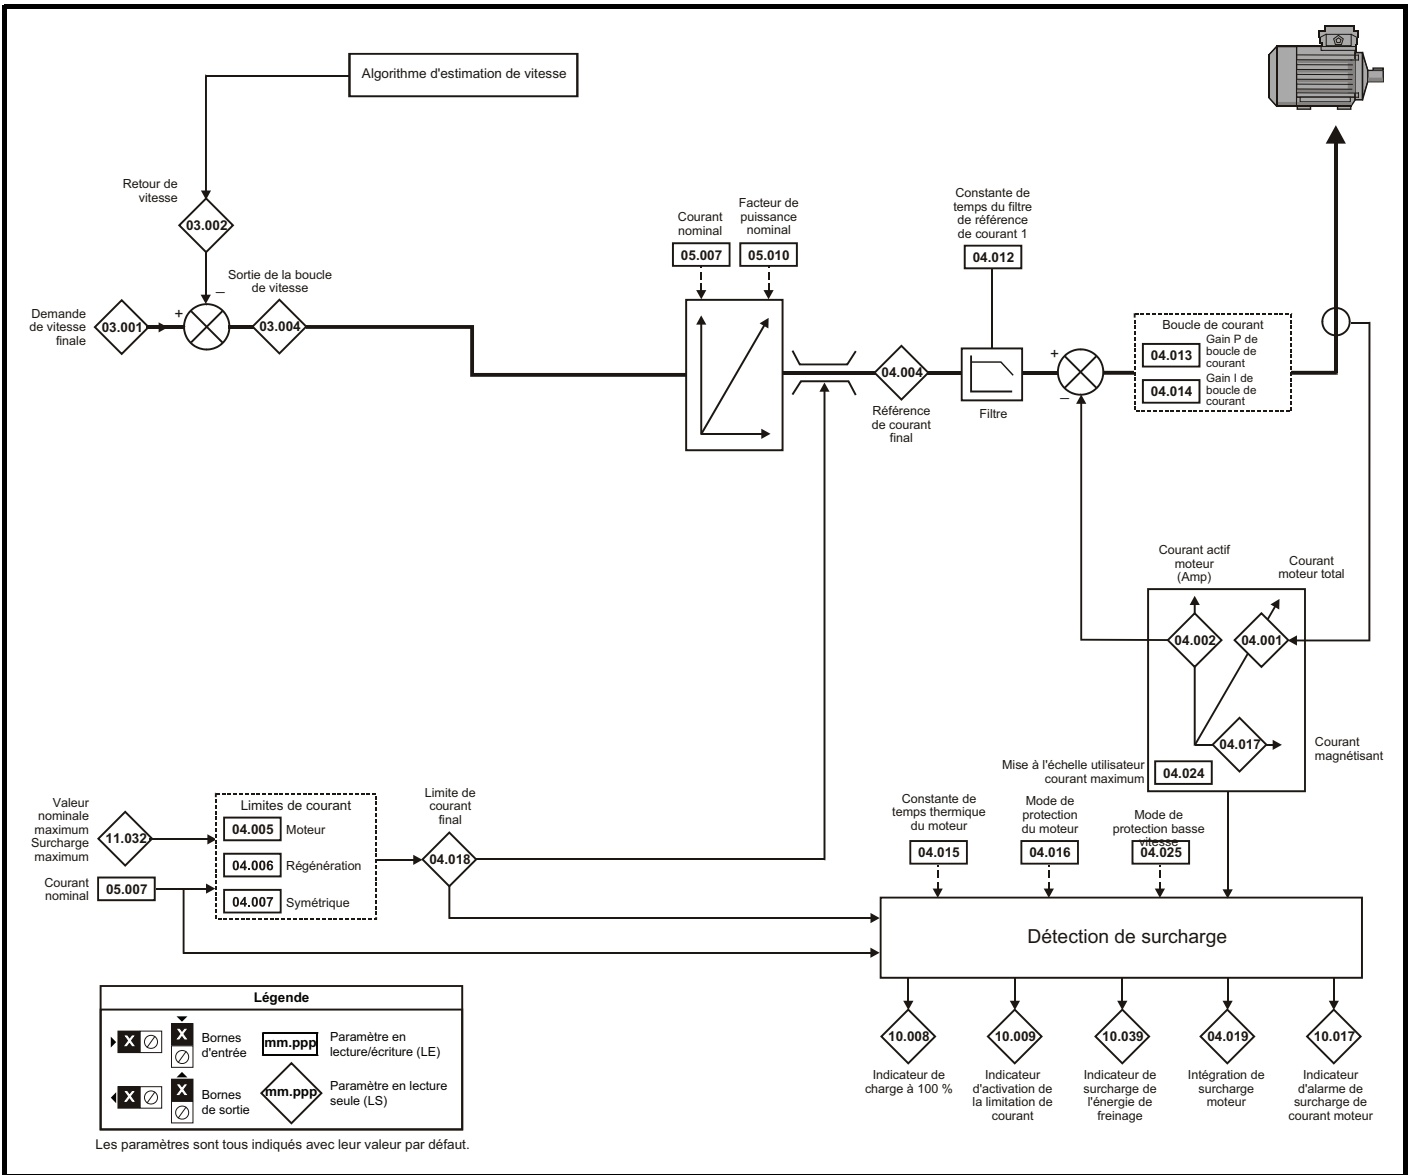 Algorithme d'estimation de vitesse
Retour de
vitesse
03.002
Sortie de la boucle
de vitesse
Demande
de vitesse
finale
03.001
+
–
03.004
Courant
nominal
05.007
Facteur de
puissance
nominal
05.010
Constante de
temps du filtre
de référence
de courant 1
04.012
04.004
Référence
de courant
final
Filtre
+
–
Boucle de courant
04.013
Gain P de
boucle de
courant
04.014
Gain I de
boucle de
courant
Courant actif
moteur
(Amp)
Courant
moteur total
04.002
04.001
04.017
Courant
magnétisant
Mise à l'échelle utilisateur
courant maximum
04.024
Valeur
nominale
maximum
Surcharge
maximum
11.032
Courant
nominal
05.007
Limites de courant
04.005 Moteur
04.006 Régénération
04.007 Symétrique
Limite de
courant
final
04.018
Constante de
temps thermique
du moteur
04.015
Mode de
protection
du moteur
04.016
Mode de
protection basse
vitesse
04.025
Détection de surcharge
10.008
Indicateur de
charge à 100 %
10.009
Indicateur
d'activation de
la limitation de
courant
10.039
Indicateur de
surcharge de
l'énergie de
freinage
04.019
Intégration de
surcharge
moteur
10.017
Indicateur
d'alarme de
surcharge de
courant moteur
Légende
X
X
Bornes
d'entrée
mm.ppp
Paramètre en
lecture/écriture (LE)
X
X
Bornes
de sortie
mm.ppp
Paramètre en lecture
seule (LS)
Les paramètres sont tous indiqués avec leur valeur par défaut.